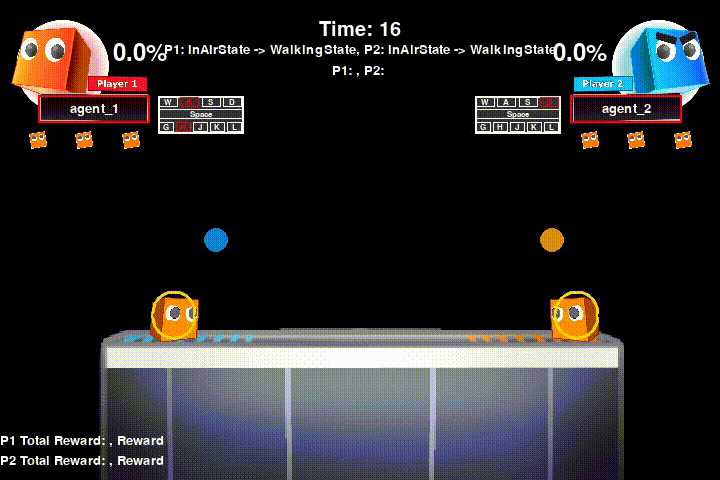 Time: 16
0.0%
P1: InAirState -> WalkingState, P2: InAirState -> WalkingState
0.0%
P1: , P2:
Player 1
Player 2
agent_1
agent_2
W A S D
Space
G H J K L
W A S D
Space
G H J K L
P1 Total Reward: , Reward
P2 Total Reward: , Reward